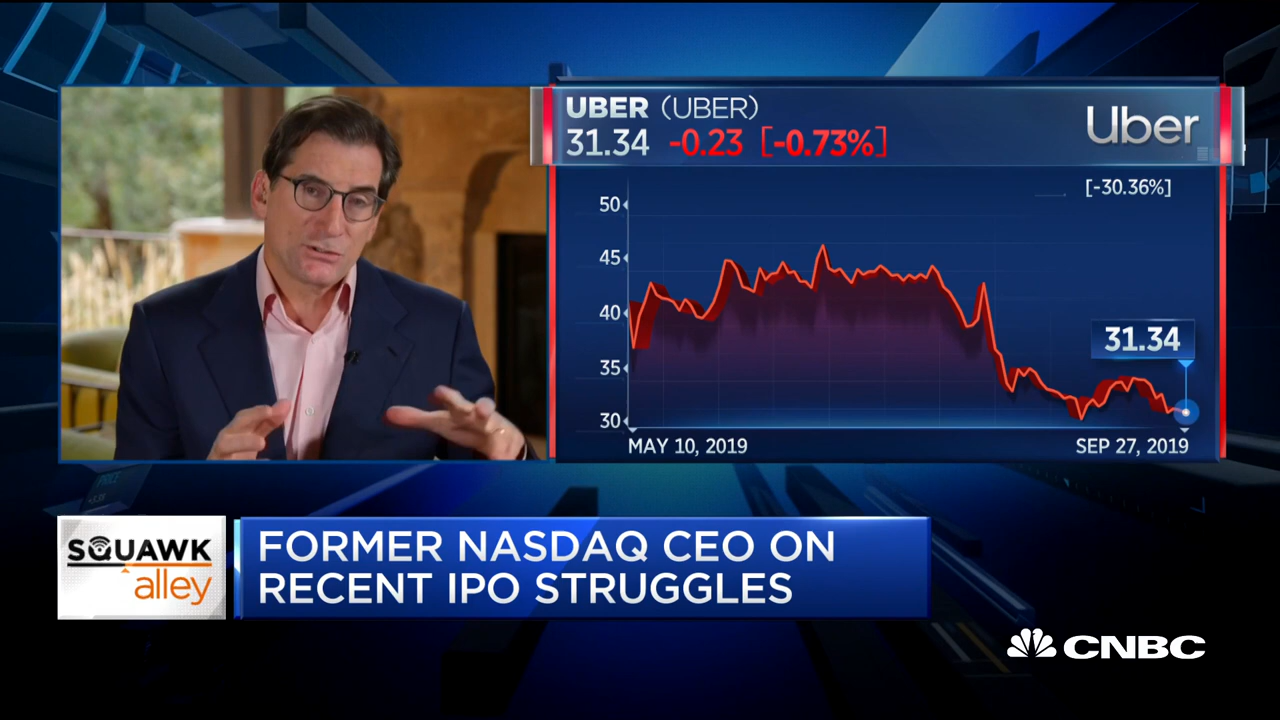 UBER (UBER)
31.34 -0.23 [-0.73%]
Uber
[-30.36%]
50
45
40
35
30
31.34
MAY 10, 2019
SEP 27, 2019
SQUAWK
alley
FORMER NASDAQ CEO ON
RECENT IPO STRUGGLES
CNBC